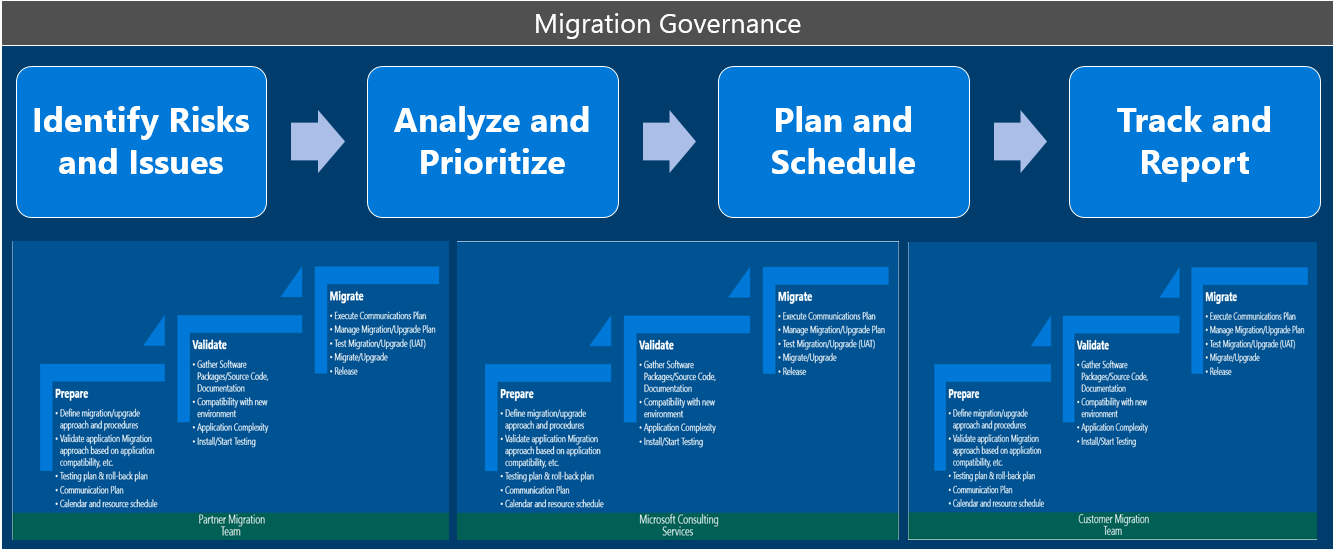 Migration Governance
Identify Risks
and Issues
Analyze and
Prioritize
Plan and
Schedule
Track and
Report
Migrate
• Execute Communications Plan
• Manage Migration/Upgrade Plan
• Test Migration/Upgrade (UAT)
• Migrate/Upgrade
• Release
Validate
• Gather Software
Packages/Source Code,
Documentation
• Compatibility with new
environment
• Application Complexity
• Install/Start Testing
Prepare
• Define migration/upgrade
approach and procedures
• Validate application Migration
approach based on application
compatibility, etc.
• Testing plan & roll-back plan
• Communication Plan
• Calendar and resource schedule
Partner Migration
Team
Migrate
• Execute Communications Plan
• Manage Migration/Upgrade Plan
• Test Migration/Upgrade (UAT)
• Migrate/Upgrade
• Release
Validate
• Gather Software
Packages/Source Code,
Documentation
• Compatibility with new
environment
• Application Complexity
• Install/Start Testing
Prepare
• Define migration/upgrade
approach and procedures
• Validate application Migration
approach based on application
compatibility, etc.
• Testing plan & roll-back plan
• Communication Plan
• Calendar and resource schedule
Microsoft Consulting
Services
Migrate
• Execute Communications Plan
• Manage Migration/Upgrade Plan
• Test Migration/Upgrade (UAT)
• Migrate/Upgrade
• Release
Validate
• Gather Software
Packages/Source Code,
Documentation
• Compatibility with new
environment
• Application Complexity
• Install/Start Testing
Prepare
• Define migration/upgrade
approach and procedures
• Validate application Migration
approach based on application
compatibility, etc.
• Testing plan & roll-back plan
• Communication Plan
• Calendar and resource schedule
Customer Migration
Team